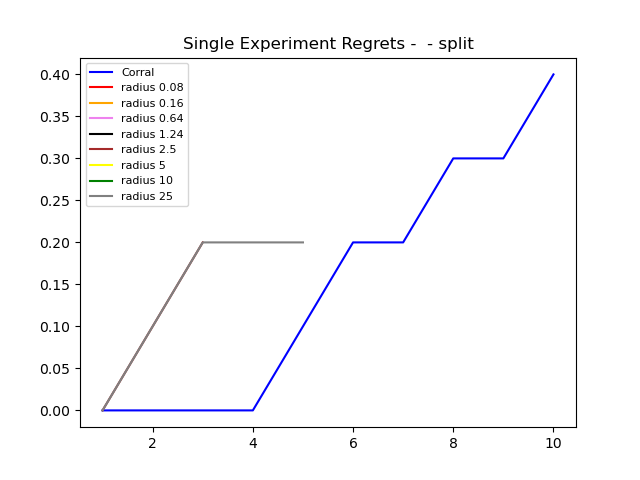 Single Experiment Regrets -  - split
Corral
radius 0.08
radius 0.16
radius 0.64
radius 1.24
radius 2.5
radius 5
radius 10
radius 25
0.40
0.35
0.30
0.25
0.20
0.15
0.10
0.05
0.00
2 4 6 8 10